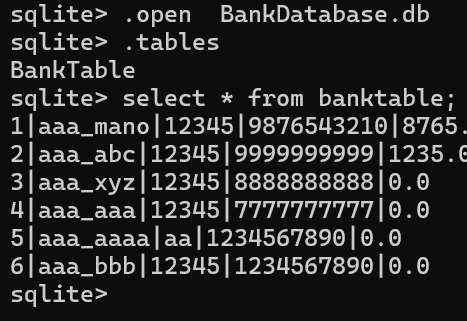 sqlite> .open  BankDatabase.db
sqlite> .tables
BankTable
sqlite> select * from banktable;
1|aaa_mano|12345|9876543210|8765.
2|aaa_abc|12345|9999999999|1235.0
3|aaa_xyz|12345|8888888888|0.0
4|aaa_aaa|12345|7777777777|0.0
5|aaa_aaaa|aa|1234567890|0.0
6|aaa_bbb|12345|1234567890|0.0
sqlite>